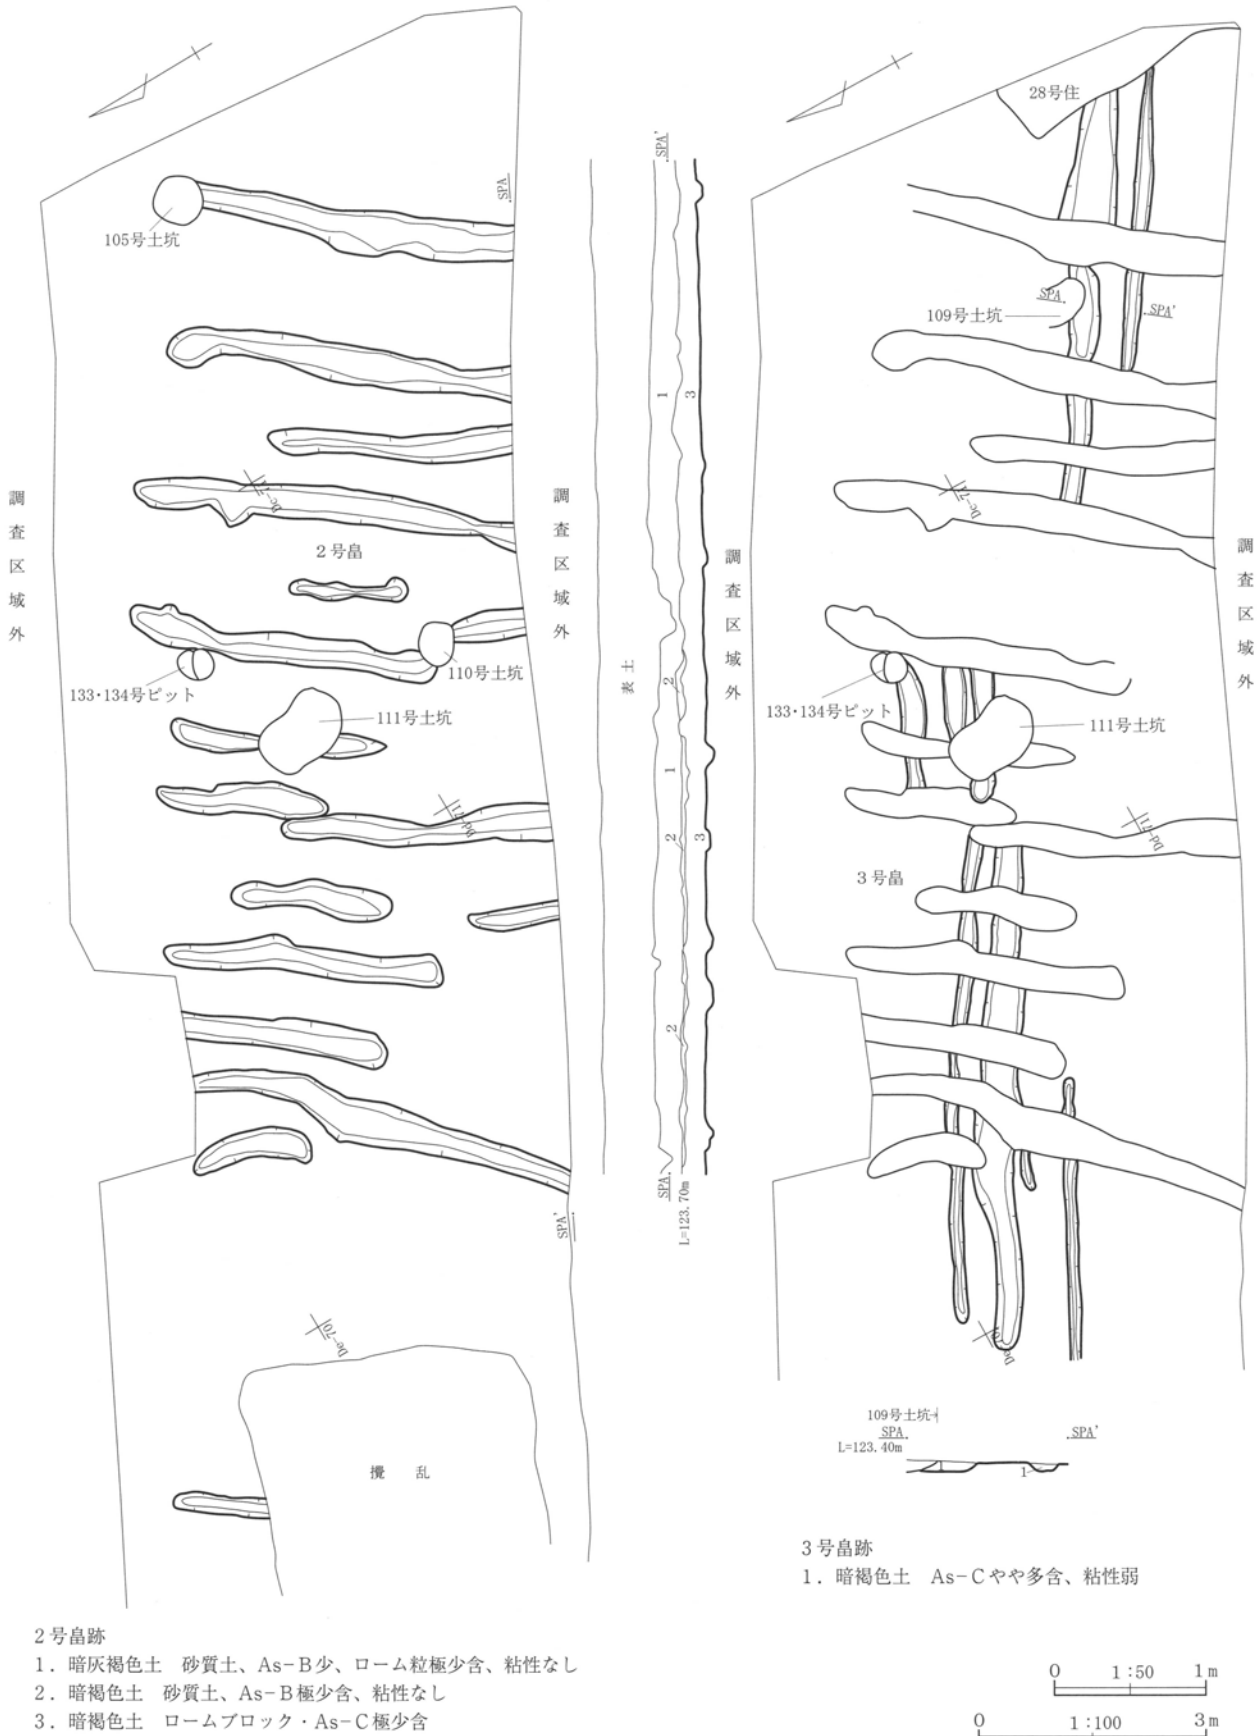 105号土坑
SPA
調査区域外
De-71
2号畠
調査区域外
110号土坑
133・134号ピット
111号土坑
Dd-71
SPA'
De-70
攪乱
SPA'
表土
1
3
2
1
2
3
2
SPA
L=123.70m
調査区域外
28号住
SPA
SPA'
109号土坑
De-71
調査区域外
133・134号ピット
111号土坑
Dd-71
3号畠
109号土坑
SPA
SPA'
L=123.40m
1
3号畠跡
1. 暗褐色土 As-Cやや多含、粘性弱
2号畠跡
1. 暗灰褐色土 砂質土、As-B少、ローム粒極少含、粘性なし
2. 暗褐色土 砂質土、As-B極少含、粘性なし
3. 暗褐色土 ロームブロック・As-C極少含
0 1:50 1m
0 1:100 3m